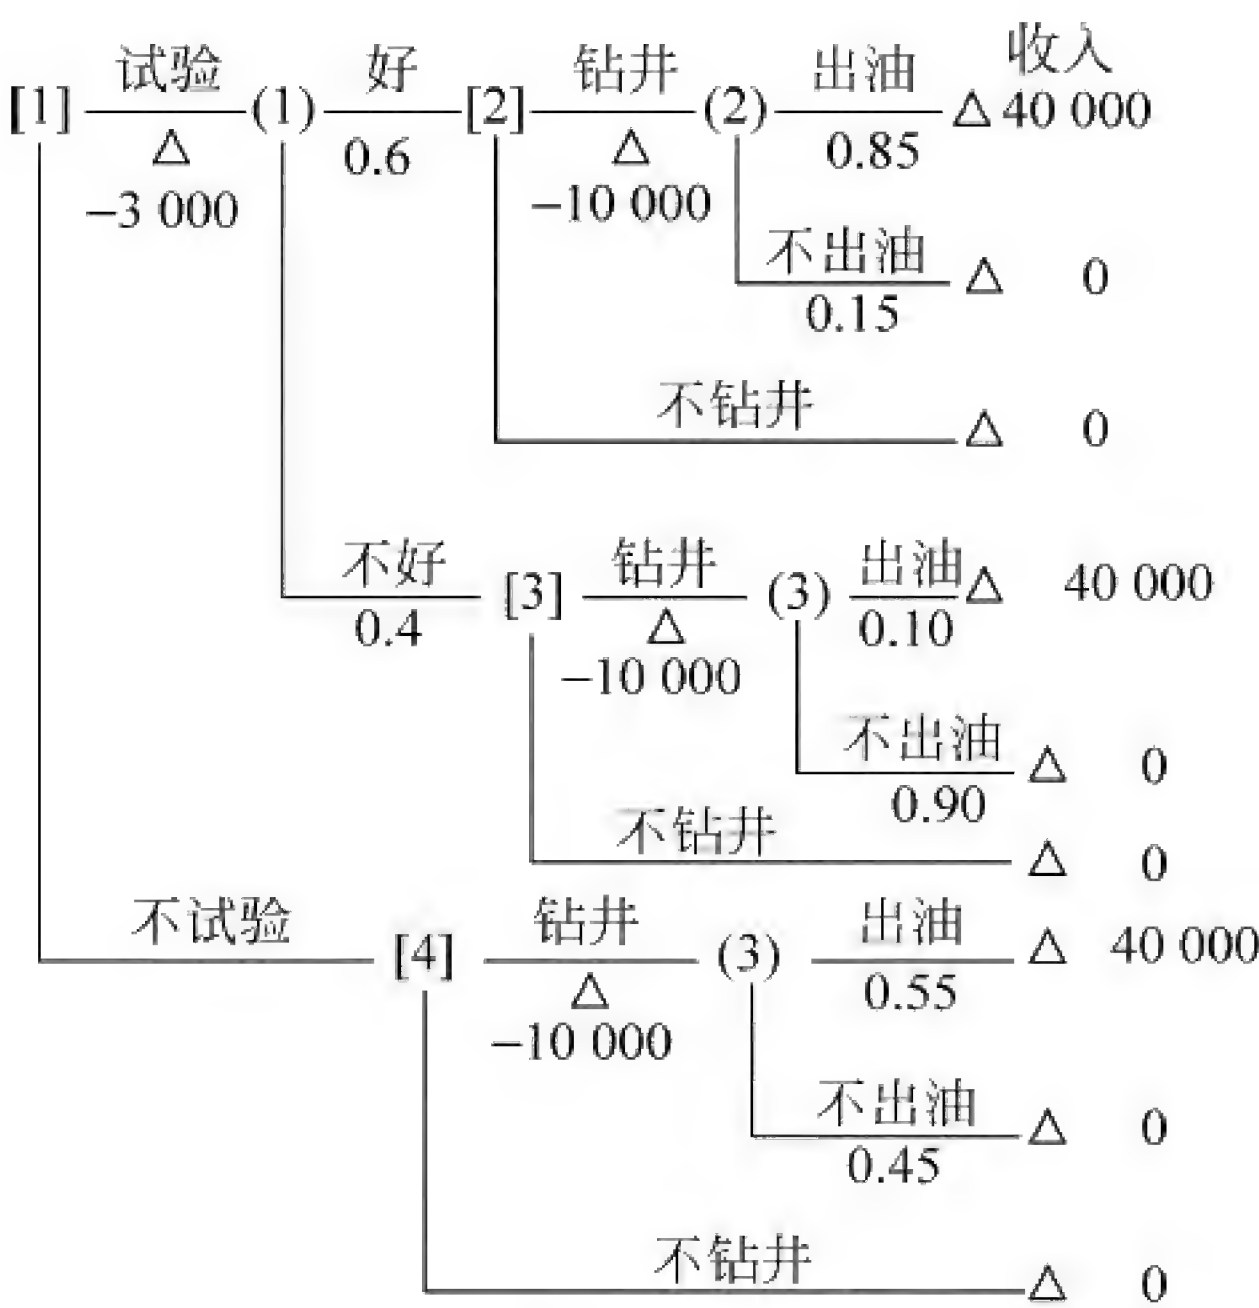 收入
试验 好 钻井 出油
[1] (1) [2] (2) △ 40 000
△ 0.6 △ 0.85
−3 000 −10 000
不出油 △ 0
0.15
不钻井 △ 0
不好 钻井 出油
[3] (3) △ 40 000
0.4 △ 0.10
−10 000
不出油 △ 0
0.90
不钻井 △ 0
不试验 钻井 出油
[4] (3) △ 40 000
△ 0.55
−10 000
不出油 △ 0
0.45
不钻井 △ 0